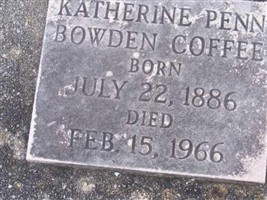 KATHERINE PENN
BOWDEN COFFEE
BORN
JULY 22, 1886
DIED
FEB. 15, 1966